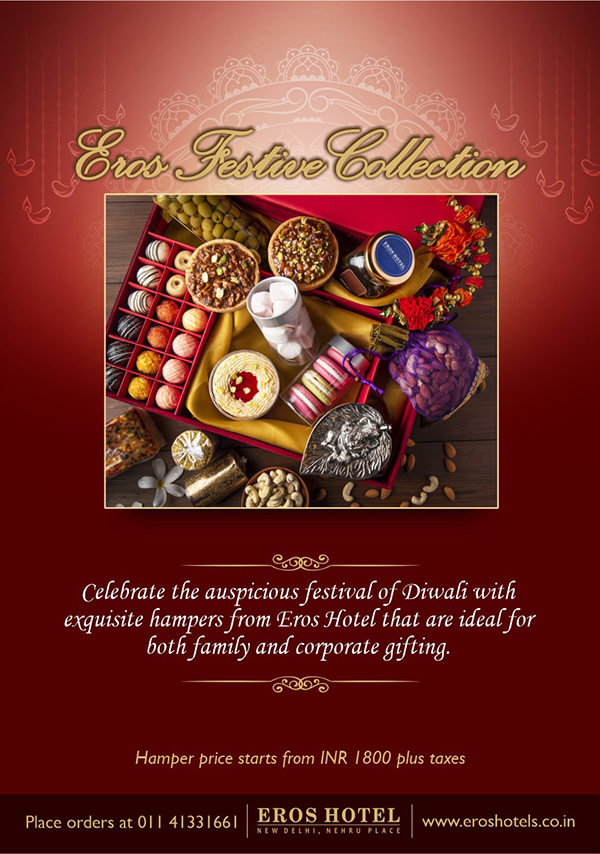 Eros Festive Collection
EROS HOTEL
Celebrate the auspicious festival of Diwali with
exquisite hampers from Eros Hotel that are ideal for
both family and corporate gifting.
Hamper price starts from INR 1800 plus taxes
Place orders at 011 41331661
EROS HOTEL
NEW DELHI, NEHRU PLACE
www.eroshotels.co.in